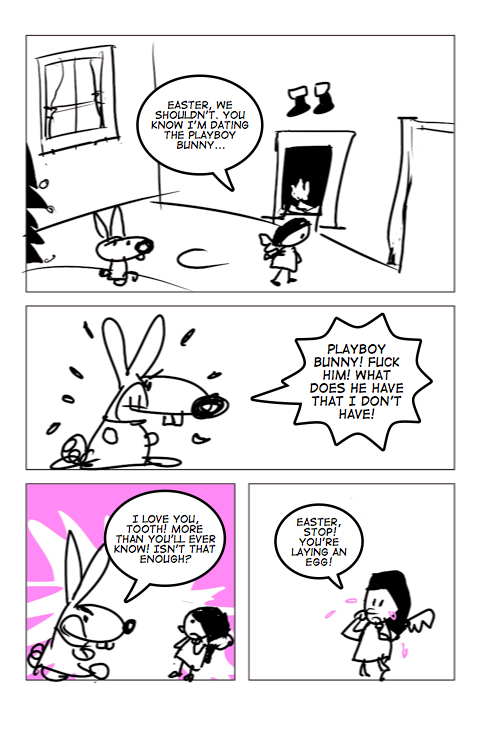 EASTER, WE
SHOULDN'T. YOU
KNOW I'M DATING
THE PLAYBOY
BUNNY...
PLAYBOY
BUNNY! FUCK
HIM! WHAT
DOES HE HAVE
THAT I DON'T
HAVE!
I LOVE YOU,
TOOTH! MORE
THAN YOU'LL EVER
KNOW! ISN'T THAT
ENOUGH?
EASTER,
STOP!
YOU'RE
LAYING AN
EGG!